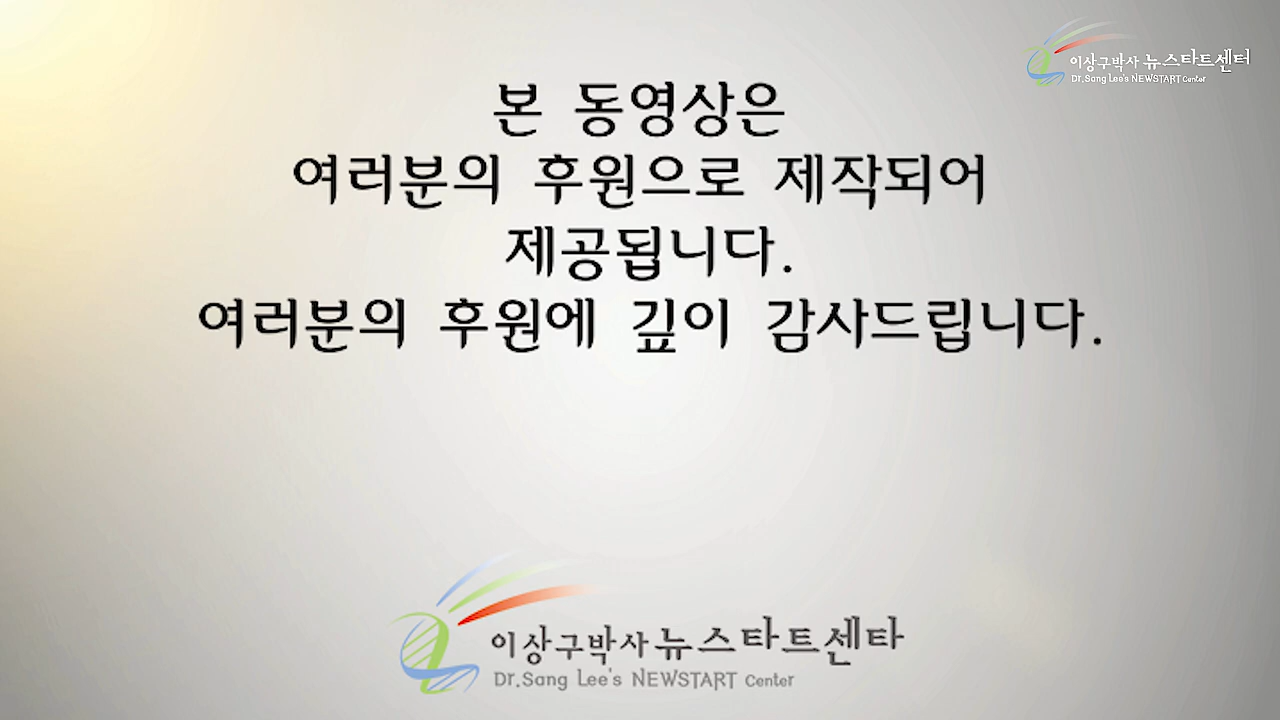 이상구박사 뉴스타트센터
Dr.Sang Lee's NEWSTART Center
본 동영상은
여러분의 후원으로 제작되어
제공됩니다.
여러분의 후원에 깊이 감사드립니다.
이상구박사 뉴스타트센타
Dr.Sang Lee's NEWSTART Center